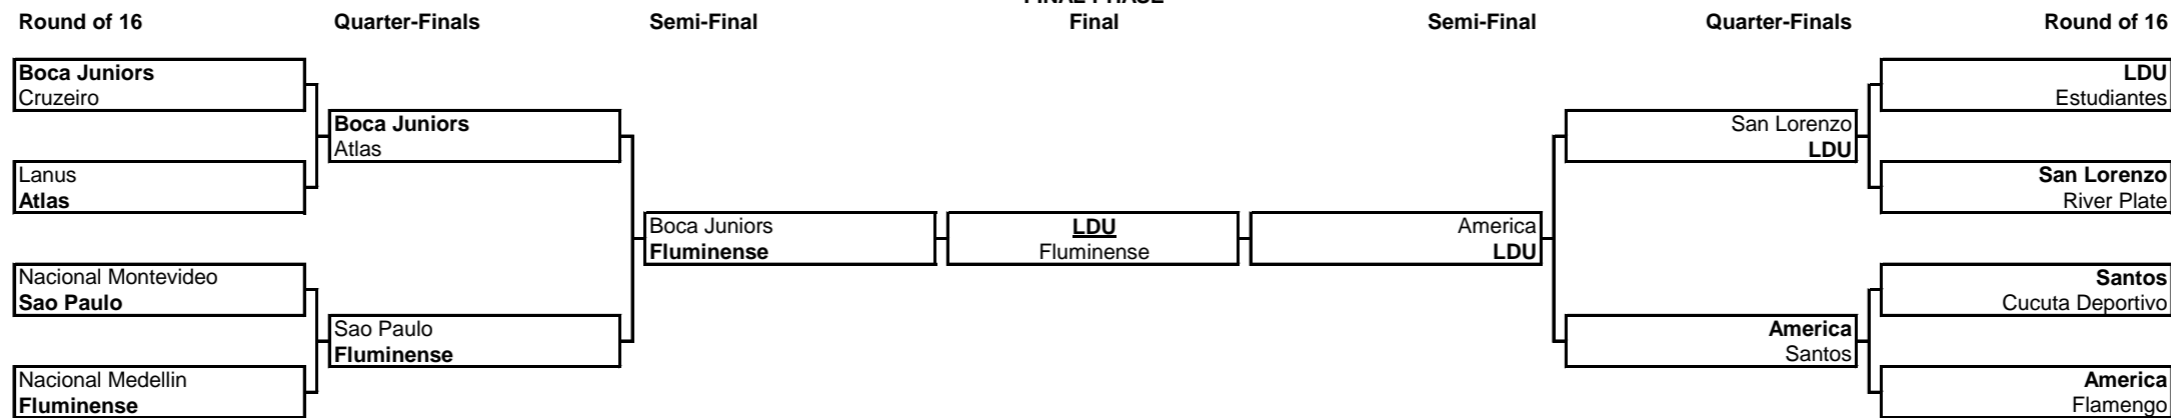 FINAL PHASE
Round of 16 Quarter-Finals Semi-Final Final Semi-Final Quarter-Finals Round of 16
Boca Juniors
Cruzeiro
Lanus
Atlas
Nacional Montevideo
Sao Paulo
Nacional Medellin
Fluminense
Boca Juniors
Atlas
Sao Paulo
Fluminense
Boca Juniors
Fluminense
LDU
Fluminense
America
LDU
San Lorenzo
LDU
America
Santos
LDU
Estudiantes
San Lorenzo
River Plate
Santos
Cucuta Deportivo
America
Flamengo